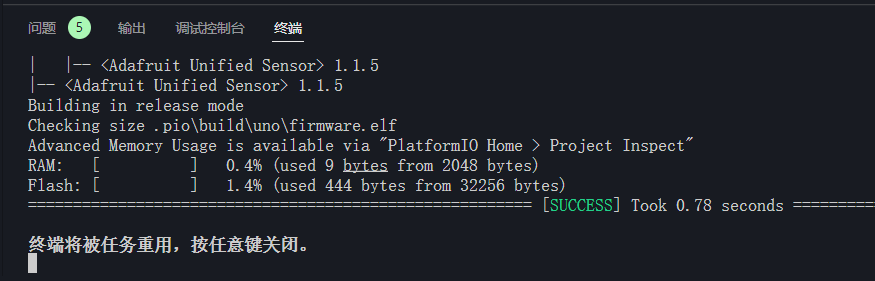 问题 5 输出 调试控制台 终端
|   |-- <Adafruit Unified Sensor> 1.1.5
|-- <Adafruit Unified Sensor> 1.1.5
Building in release mode
Checking size .pio\build\uno\firmware.elf
Advanced Memory Usage is available via "PlatformIO Home > Project Inspect"
RAM:   [          ]   0.4% (used 9 bytes from 2048 bytes)
Flash: [          ]   1.4% (used 444 bytes from 32256 bytes)
======================================================== [SUCCESS] Took 0.78 seconds =========
终端将被任务重用，按任意键关闭。